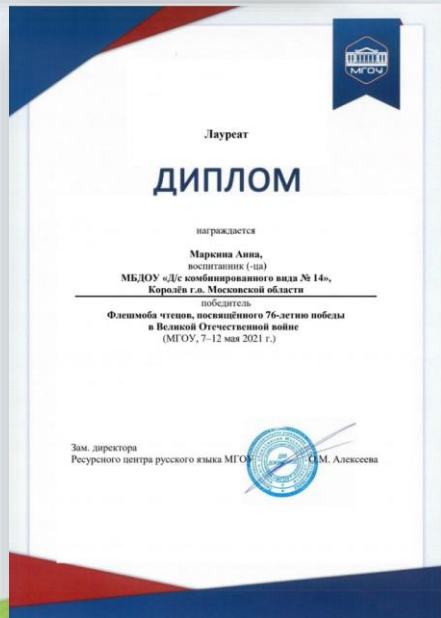 МГОУ
Лауреат
ДИПЛОМ
награждается
Маркина Анна,
воспитанник (-ца)
МБДОУ «Д/с комбинированного вида № 14»,
Королёв г.о. Московской области
победитель
Флешмоба чтецов, посвящённого 76-летию победы
в Великой Отечественной войне
(МГОУ, 7–12 мая 2021 г.)
Зам. директора
Ресурсного центра русского языка МГОУ
О.М. Алексеева